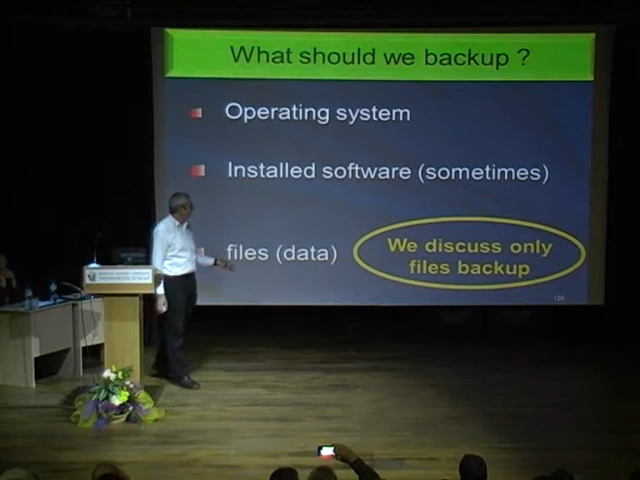 What should we backup ?
Operating system
Installed software (sometimes)
files (data)
We discuss only
files backup